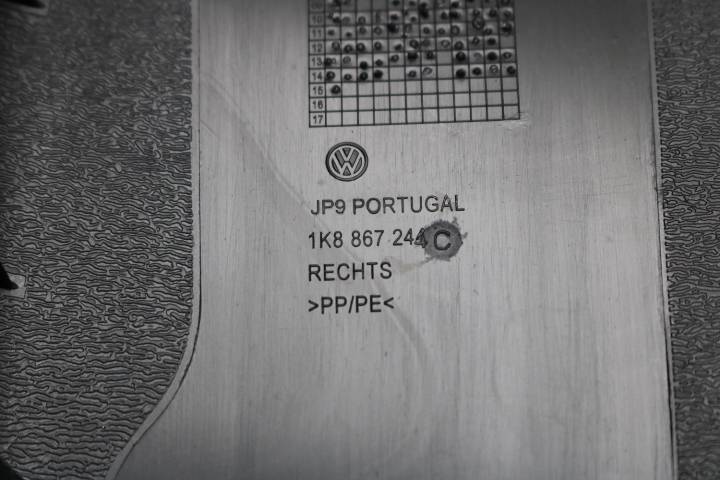 10
11
12
13
14
15
16
17
JP9 PORTUGAL
1K8 867 244 C
RECHTS
>PP/PE<